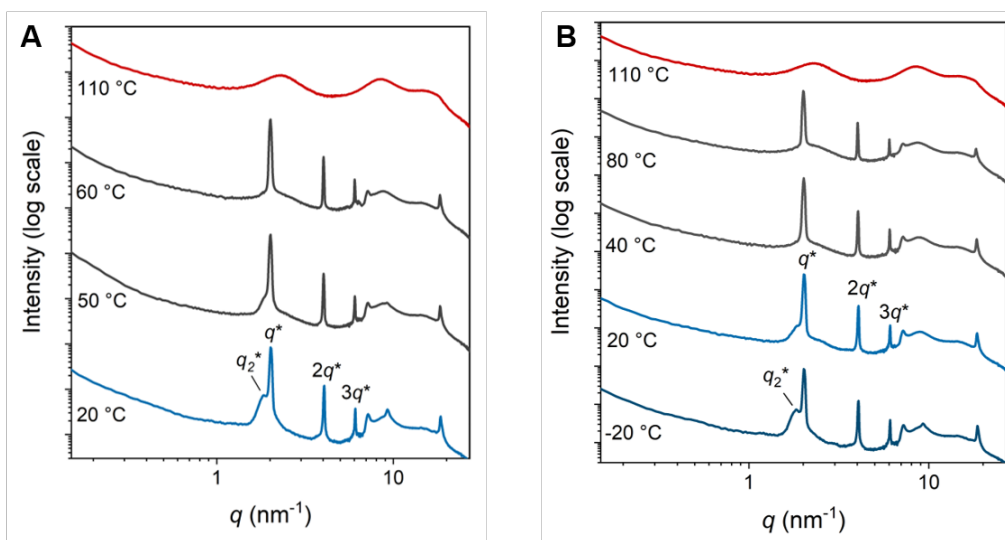 A
110 °C
60 °C
50 °C
q*
q2*
2q*
3q*
20 °C
1
10
q (nm-1)
Intensity (log scale)
B
110 °C
80 °C
40 °C
q*
2q*
3q*
20 °C
q2*
-20 °C
1
10
q (nm-1)
Intensity (log scale)